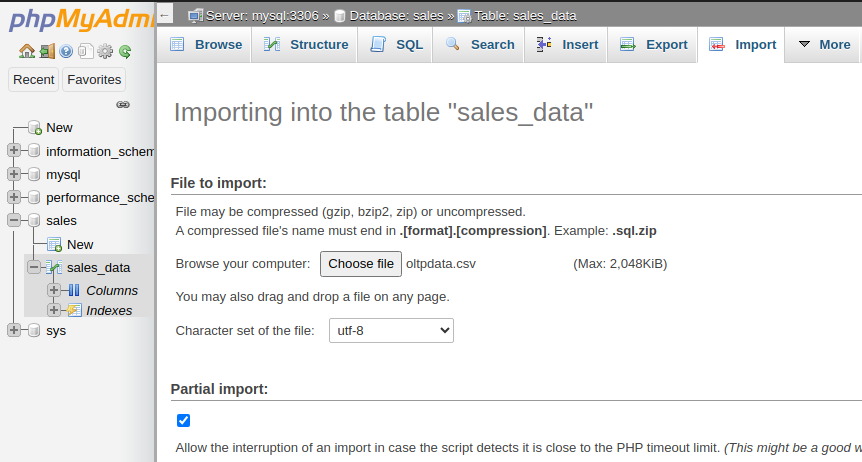 phpMyAdmi
Server: mysql:3306 » Database: sales » Table: sales_data
Browse Structure SQL Search Insert Export Import More
Recent Favorites
New
information_schem
mysql
performance_sche
sales
New
sales_data
Columns
Indexes
sys
Importing into the table "sales_data"
File to import:
File may be compressed (gzip, bzip2, zip) or uncompressed.
A compressed file's name must end in .[format].[compression]. Example: .sql.zip
Browse your computer: Choose file oltpdata.csv (Max: 2,048KiB)
You may also drag and drop a file on any page.
Character set of the file: utf-8
Partial import:
Allow the interruption of an import in case the script detects it is close to the PHP timeout limit. (This might be a good w